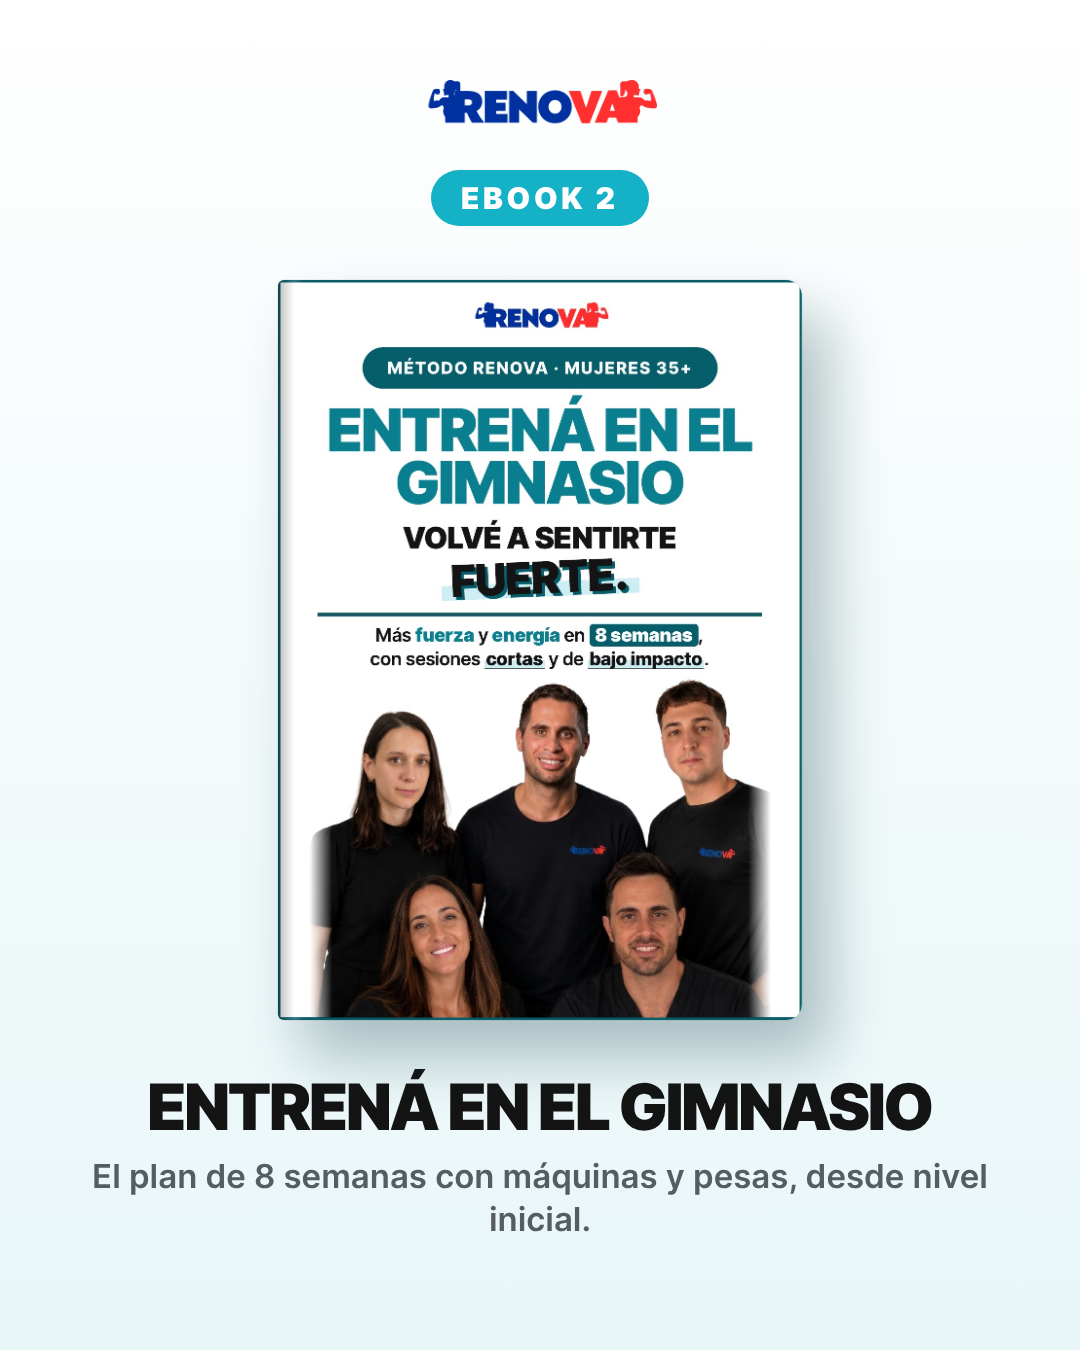 RENOVA
EBOOK 2
RENOVA
MÉTODO RENOVA · MUJERES 35+
ENTRENÁ EN EL
GIMNASIO
VOLVÉ A SENTIRTE
FUERTE.
Más fuerza y energía en 8 semanas,
con sesiones cortas y de bajo impacto.
RENOVA
RENOVA
ENTRENÁ EN EL GIMNASIO
El plan de 8 semanas con máquinas y pesas, desde nivel
inicial.